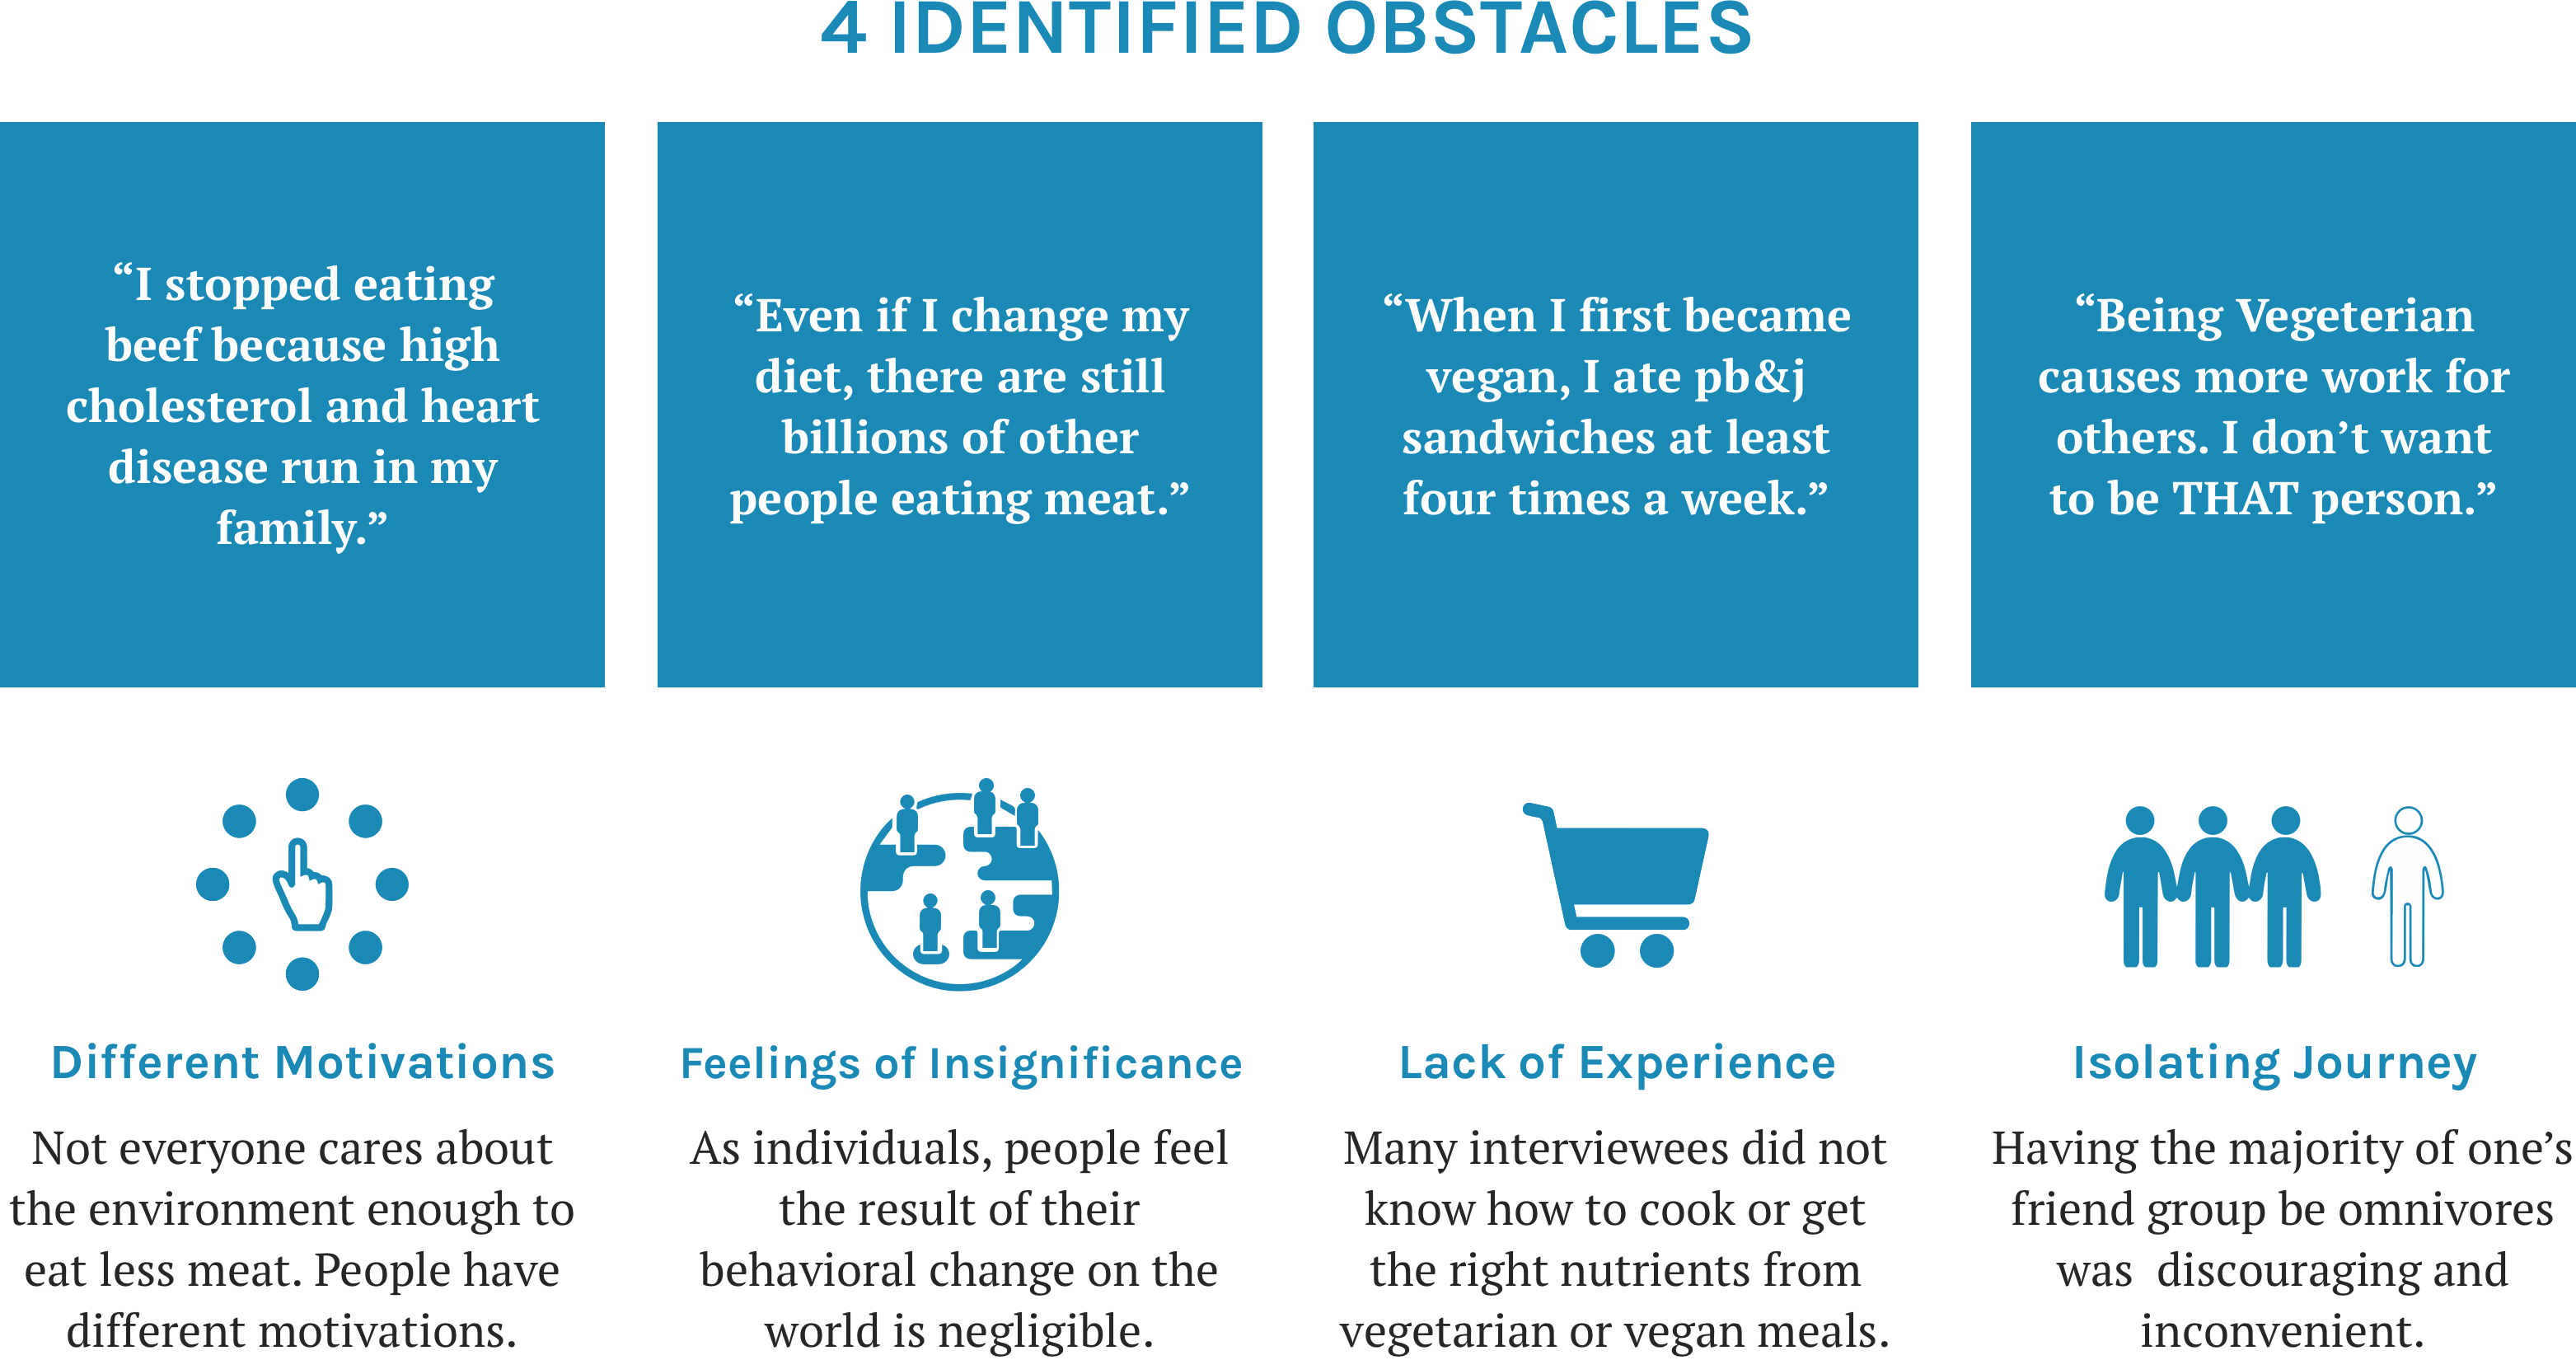 4 IDENTIFIED OBSTACLES
“I stopped eating
beef because high
cholesterol and heart
disease run in my
family.”
“Even if I change my
diet, there are still
billions of other
people eating meat.”
“When I first became
vegan, I ate pb&j
sandwiches at least
four times a week.”
“Being Vegeterian
causes more work for
others. I don’t want
to be THAT person.”
Different Motivations
Not everyone cares about
the environment enough to
eat less meat. People have
different motivations.
Feelings of Insignificance
As individuals, people feel
the result of their
behavioral change on the
world is negligible.
Lack of Experience
Many interviewees did not
know how to cook or get
the right nutrients from
vegetarian or vegan meals.
Isolating Journey
Having the majority of one’s
friend group be omnivores
was  discouraging and
inconvenient.